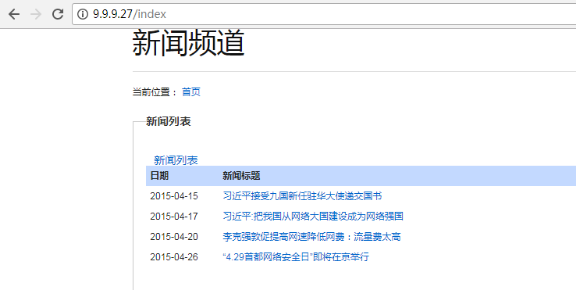 9.9.9.27/index
新闻频道
当前位置： 首页
新闻列表
新闻列表
日期 新闻标题
2015-04-15 习近平接受九国新任驻华大使递交国书
2015-04-17 习近平:把我国从网络大国建设成为网络强国
2015-04-20 李克强敦促提高网速降低网费：流量费太高
2015-04-26 “4.29首都网络安全日”即将在京举行